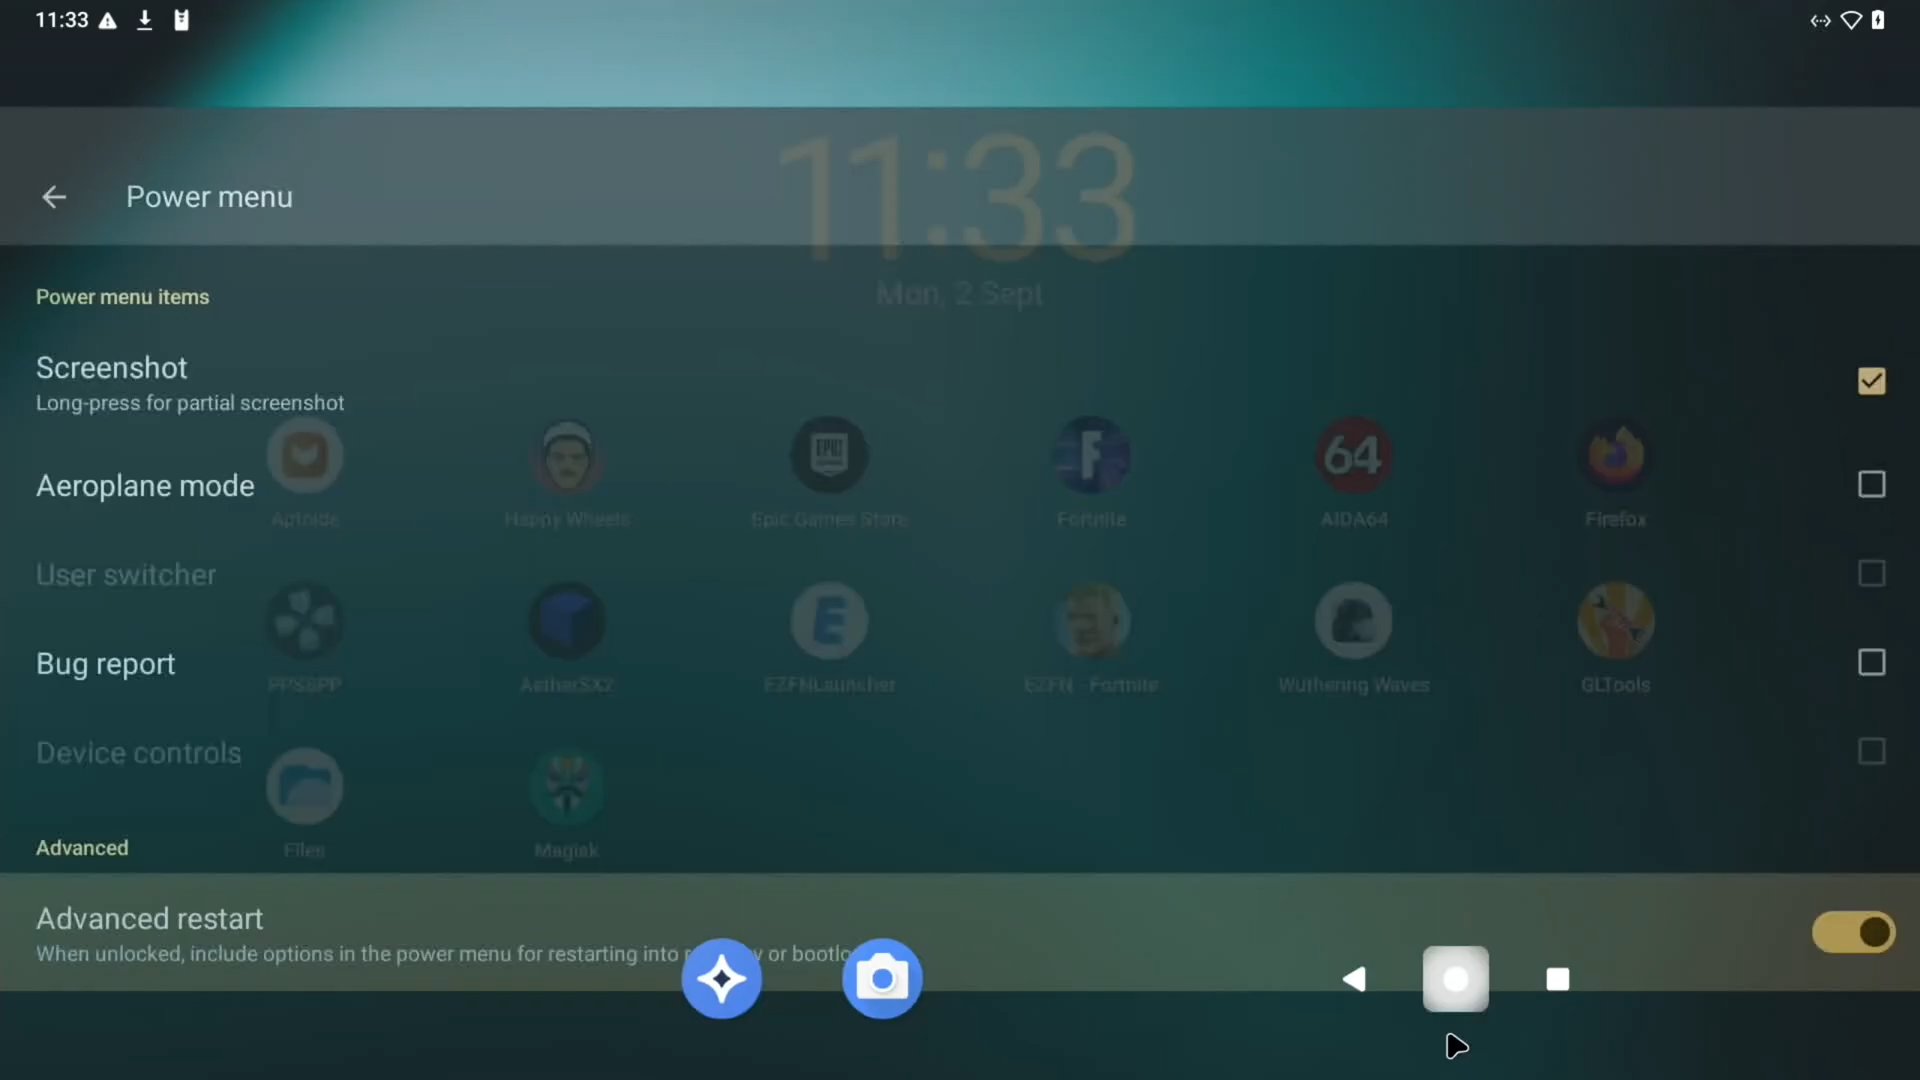 11:33
Power menu
11:33
Mon, 2 Sept
Power menu items
Screenshot
Long-press for partial screenshot
Aeroplane mode
Aptoide
Happy Wheels
EPIC
Epic Games Store
F
Fortnite
64
AIDA64
Firefox
User switcher
Bug report
PPSSPP
AetherSX2
E
EZFNLauncher
EZFN - Fortnite
Wuthering Waves
GLTools
Device controls
Files
Magisk
Advanced
Advanced restart
When unlocked, include options in the power menu for restarting into or